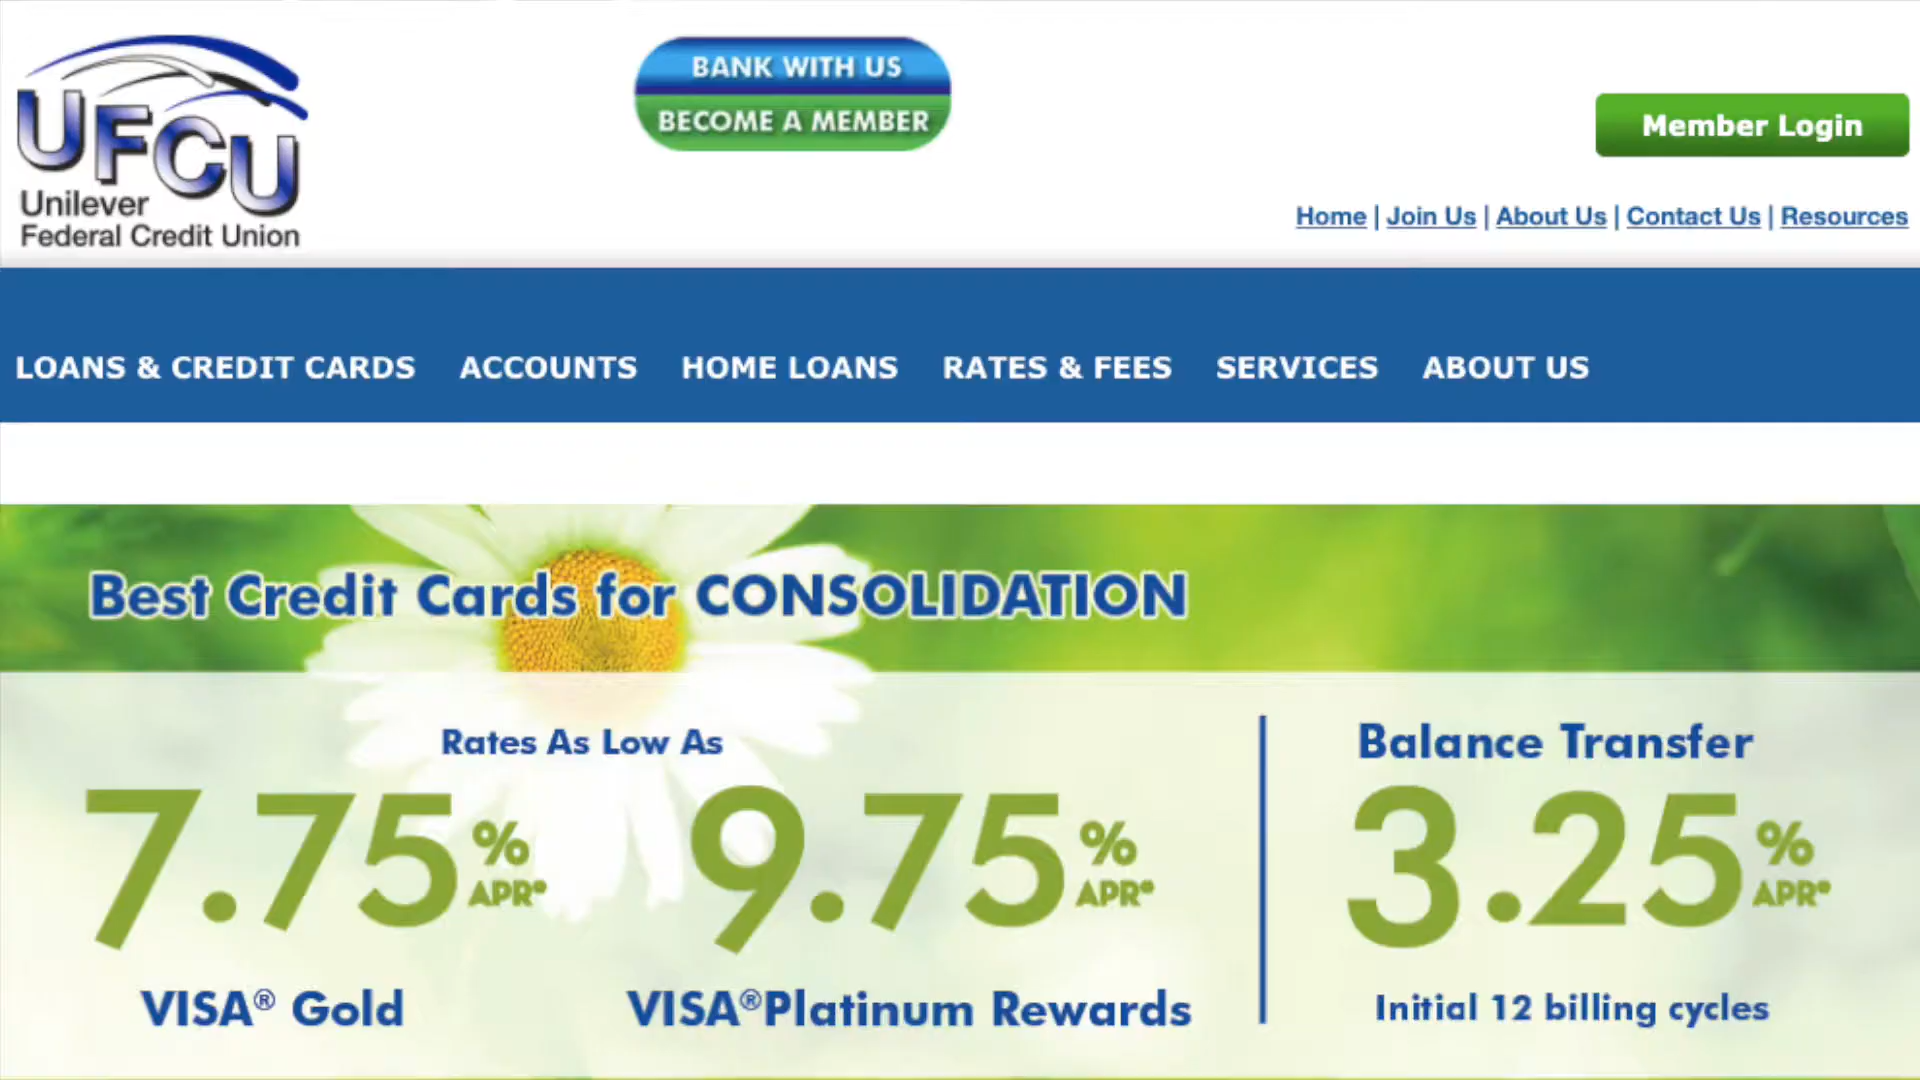 UFCU
Unilever
Federal Credit Union
BANK WITH US
BECOME A MEMBER
Member Login
Home | Join Us | About Us | Contact Us | Resources
LOANS & CREDIT CARDS ACCOUNTS HOME LOANS RATES & FEES SERVICES ABOUT US
Best Credit Cards for CONSOLIDATION
Rates As Low As
7.75% APR*
VISA® Gold
9.75% APR*
VISA®Platinum Rewards
Balance Transfer
3.25% APR*
Initial 12 billing cycles